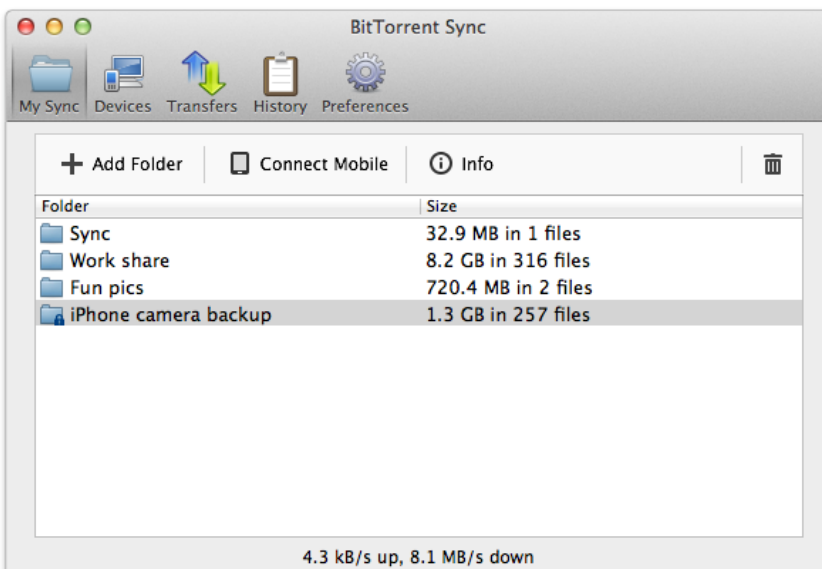 BitTorrent Sync
My Sync Devices Transfers History Preferences
Add Folder Connect Mobile Info
Folder Size
Sync 32.9 MB in 1 files
Work share 8.2 GB in 316 files
Fun pics 720.4 MB in 2 files
iPhone camera backup 1.3 GB in 257 files
4.3 kB/s up, 8.1 MB/s down